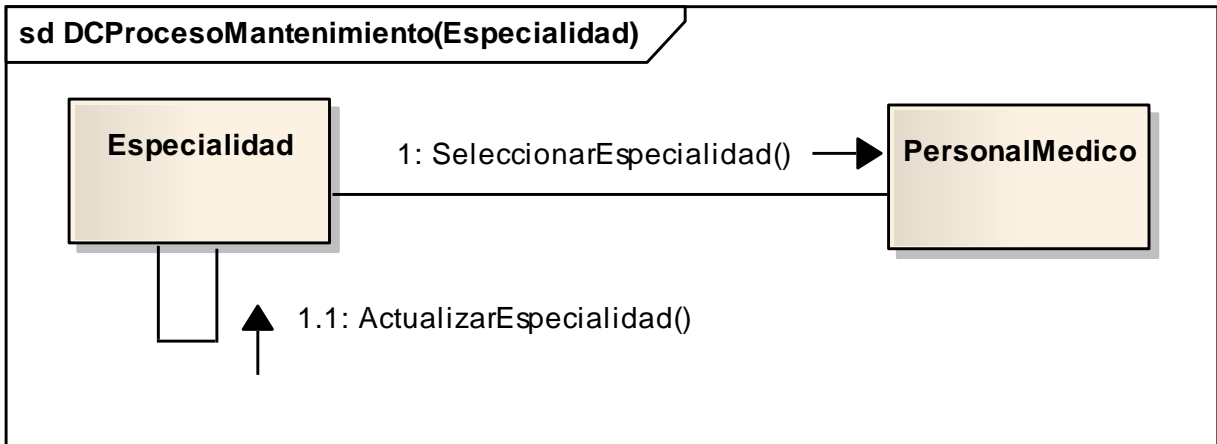 sd DCProcesoMantenimiento(Especialidad)
Especialidad
1: SeleccionarEspecialidad()
PersonalMedico
1.1: ActualizarEspecialidad()